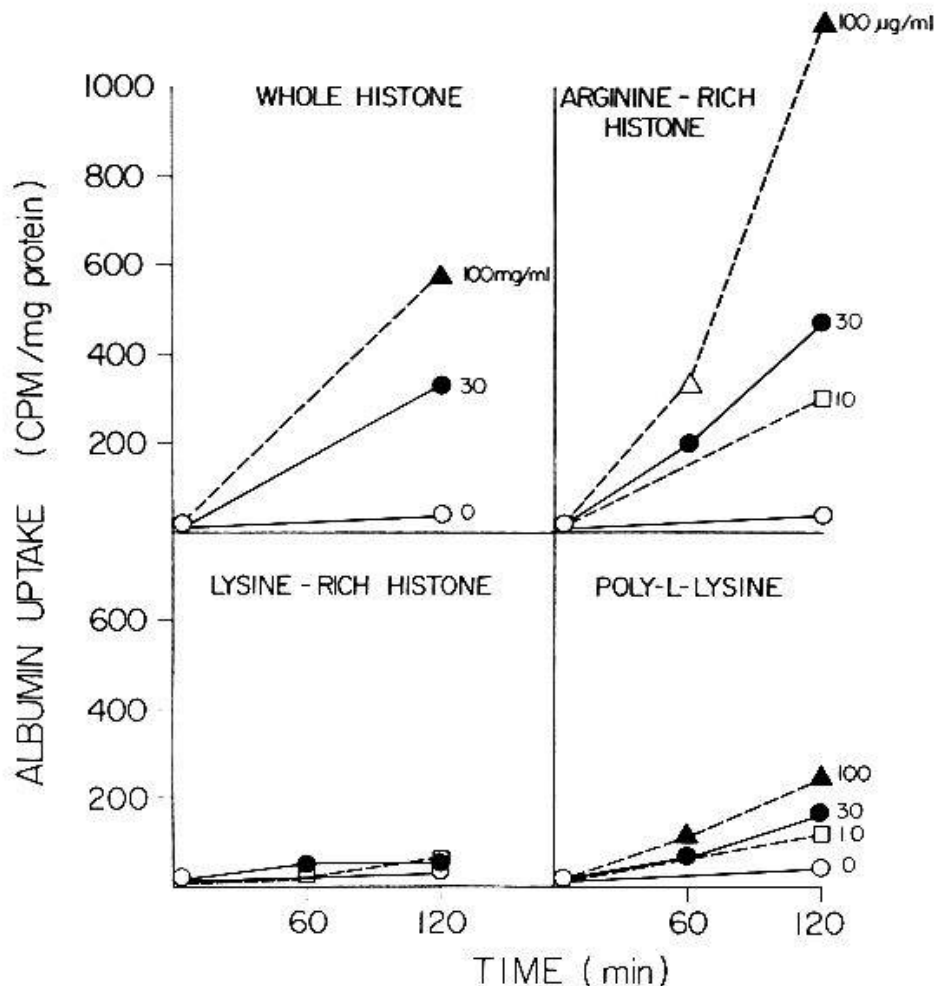 100 µg/ml
1000
WHOLE HISTONE
ARGININE-RICH
HISTONE
800
600
100mg/ml
400
30
30
10
200
0
LYSINE-RICH HISTONE
POLY-L-LYSINE
600
400
200
100
30
10
0
60
120
60
120
TIME (min)
ALBUMIN UPTAKE (CPM/mg protein)